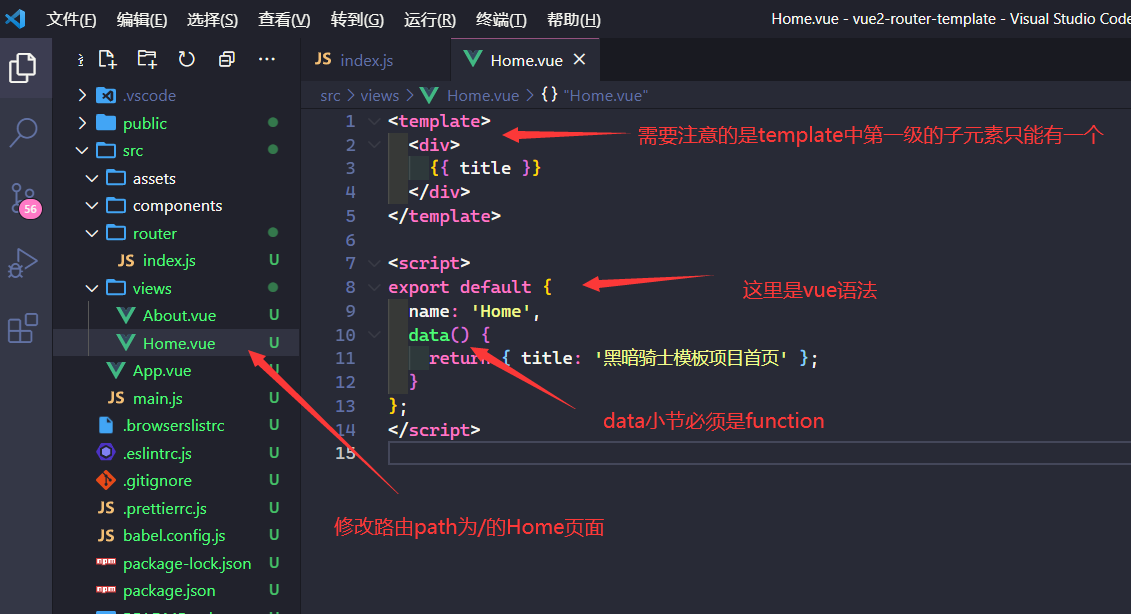 文件(F) 编辑(E) 选择(S) 查看(V) 转到(G) 运行(R) 终端(T) 帮助(H) Home.vue - vue2-router-template - Visual Studio Code
JS index.js Home.vue
src > views > Home.vue > {} "Home.vue"
.vscode
public
src
assets
components
router
JS index.js U
views
About.vue U
Home.vue U
App.vue U
JS main.js U
.browserslistrc U
.eslintrc.js U
.gitignore U
JS .prettierrc.js U
JS babel.config.js U
npm package-lock.json U
npm package.json U
56
1 <template>
需要注意的是template中第一级的子元素只能有一个
2 <div>
3 {{ title }}
4 </div>
5 </template>
6
7 <script>
8 export default {
这里是vue语法
9 name: 'Home',
10 data() {
11 return { title: '黑暗骑士模板项目首页' };
12 }
13 };
data小节必须是function
14 </script>
15
修改路由path为/的Home页面